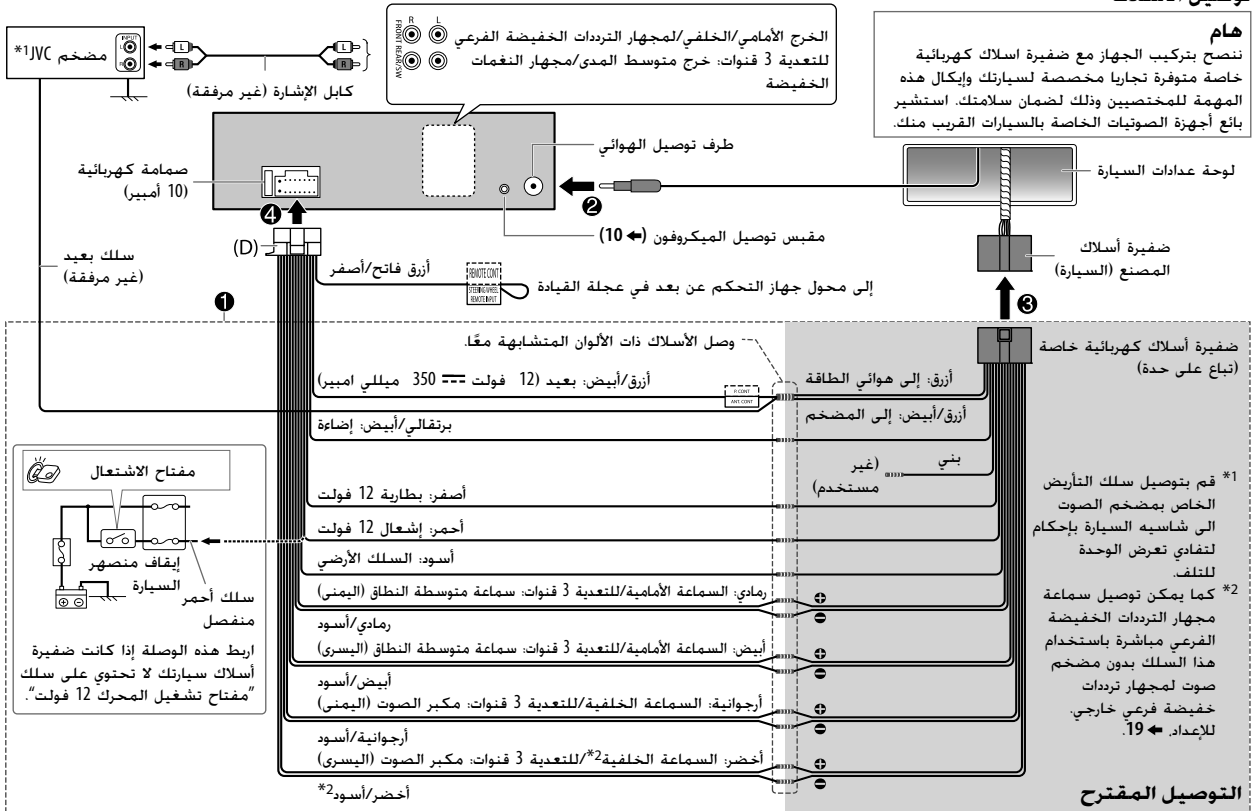 هام
ننصح بتركيب الجهاز مع ضفيرة اسلاك كهربائية
خاصة متوفرة تجاريا مخصصة لسيارتك وإيكال هذه
المهمة للمختصيين وذلك لضمان سلامتك. استشير
بائع أجهزة الصوتيات الخاصة بالسيارات القريب منك.
الخرج الأمامي/الخلفي/لمجهار الترددات الخفيضة الفرعي
للتعدية 3 قنوات: خرج متوسط المدى/مجهار النغمات
الخفيضة
R L
FRONT REAR/SW
مضخم JVC*1
INPUT
L
R
L
R
L
R
كابل الإشارة (غير مرفقة)
طرف توصيل الهوائي
صمامة كهربائية
(10 أمبير)
لوحة عدادات السيارة
❷
❹
مقبس توصيل الميكروفون (➡ 10)
ضفيرة أسلاك
المصنع (السيارة)
(D)
سلك بعيد
(غير مرفقة)
أزرق فاتح/أصفر
REMOTE CONT
STEERING WHEEL
REMOTE INPUT
إلى محول جهاز التحكم عن بعد في عجلة القيادة
❶
❸
وصل الأسلاك ذات الألوان المتشابهة معًا.
ضفيرة أسلاك كهربائية خاصة
(تباع على حدة)
أزرق/أبيض: بعيد (12 فولت ⎓ 350 ميللي امبير)
P.CONT
ANT. CONT
أزرق: إلى هوائي الطاقة
أزرق/أبيض: إلى المضخم
برتقالي/أبيض: إضاءة
بني
(غير
مستخدم)
مفتاح الاشتعال
أصفر: بطارية 12 فولت
أحمر: إشعال 12 فولت
أسود: السلك الأرضي
إيقاف منصهر
السيارة
سلك أحمر
منفصل
اربط هذه الوصلة إذا كانت ضفيرة
أسلاك سيارتك لا تحتوي على سلك
"مفتاح تشغيل المحرك 12 فولت".
رمادي: السماعة الأمامية/للتعدية 3 قنوات: سماعة متوسطة النطاق (اليمنى)
رمادي/أسود
أبيض: السماعة الأمامية/للتعدية 3 قنوات: سماعة متوسطة النطاق (اليسرى)
أبيض/أسود
أرجوانية: السماعة الخلفية/للتعدية 3 قنوات: مكبر الصوت (اليمنى)
أرجوانية/أسود
أخضر: السماعة الخلفية*2/للتعدية 3 قنوات: مكبر الصوت (اليسرى)
أخضر/أسود*2
*1 قم بتوصيل سلك التأريض
الخاص بمضخم الصوت
الى شاسيه السيارة بإحكام
لتفادي تعرض الوحدة
للتلف.
*2 كما يمكن توصيل سماعة
مجهار الترددات الخفيضة
الفرعي مباشرة باستخدام
هذا السلك بدون مضخم
صوت لمجهار ترددات
خفيضة فرعي خارجي.
للإعداد، ➡ 19.
التوصيل المقترح